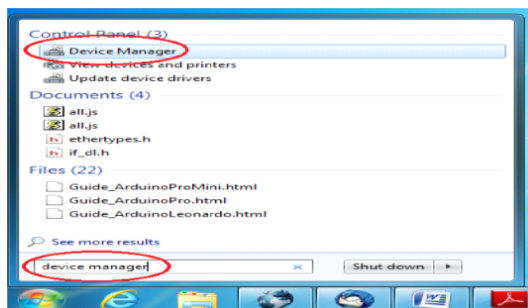 Control Panel (3)
Device Manager
View devices and printers
Update device drivers
Documents (4)
all.js
all.js
ethertypes.h
if_dl.h
Files (22)
Guide_ArduinoProMini.html
Guide_ArduinoPro.html
Guide_ArduinoLeonardo.html
See more results
device manager
Shut down